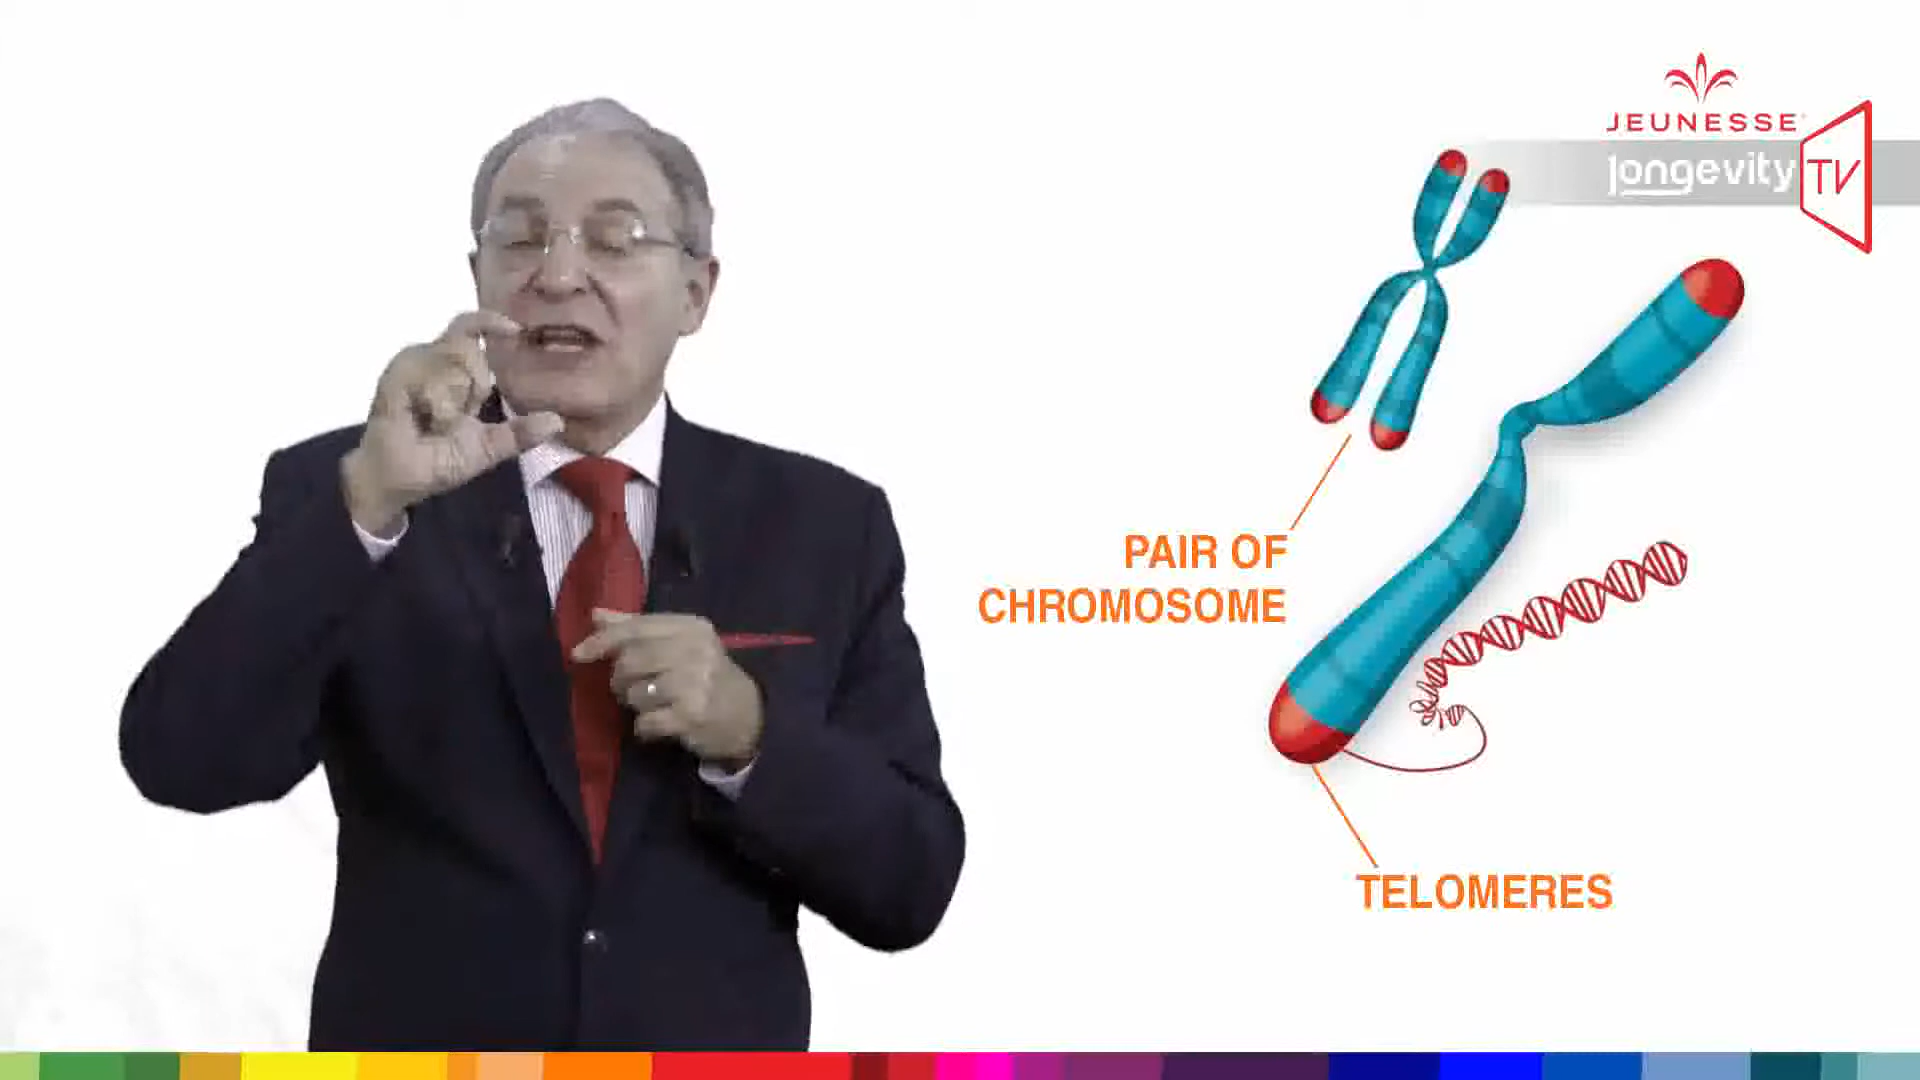 JEUNESSE
longevity TV
PAIR OF
CHROMOSOME
TELOMERES